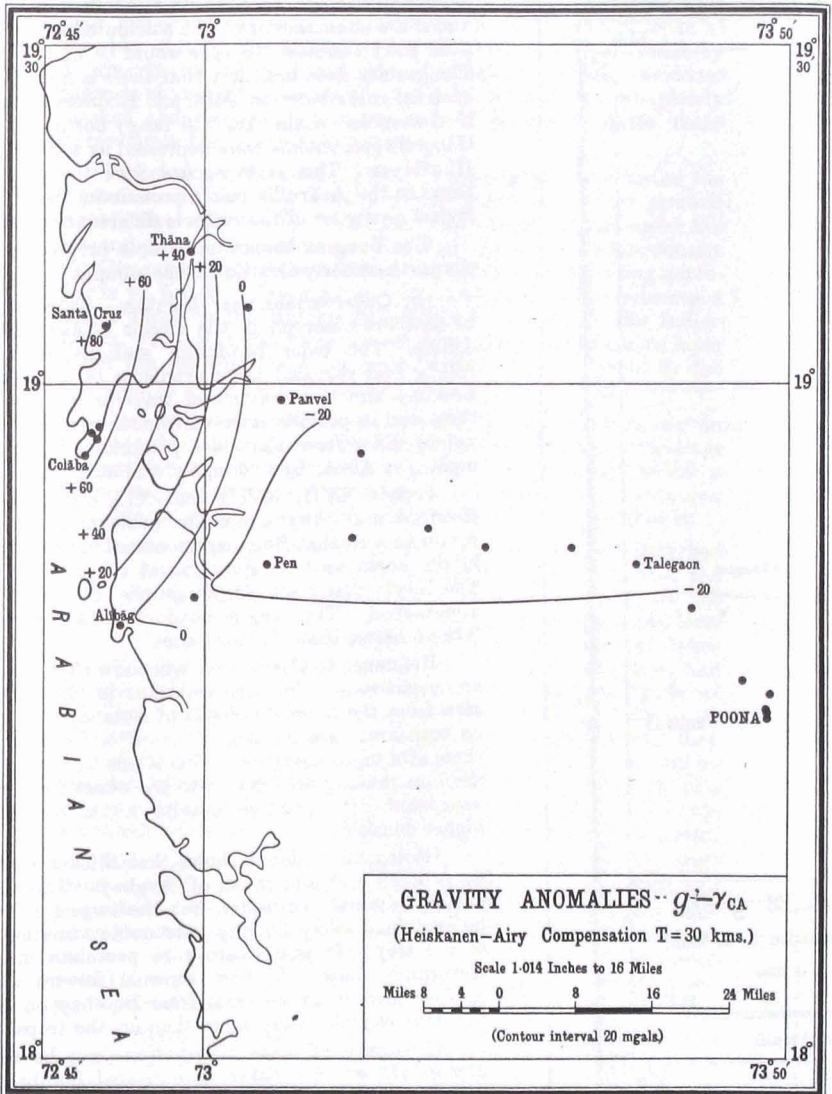 72° 45' 73° 73° 50'
19° 30' 19° 30'
Thāna
+40 +20
+60 0
Santa Cruz
+80
19° 19°
Panvel
-20
Colāba
+60
+40
Pen Talegaon
+20 -20
Alibāg
0
POONA
ARABIAN SEA
GRAVITY ANOMALIES g-γCA
(Heiskanen–Airy Compensation T=30 kms.)
Scale 1·014 Inches to 16 Miles
Miles 8 4 0 8 16 24 Miles
(Contour interval 20 mgals.)
18° 18°
72° 45' 73° 73° 50'